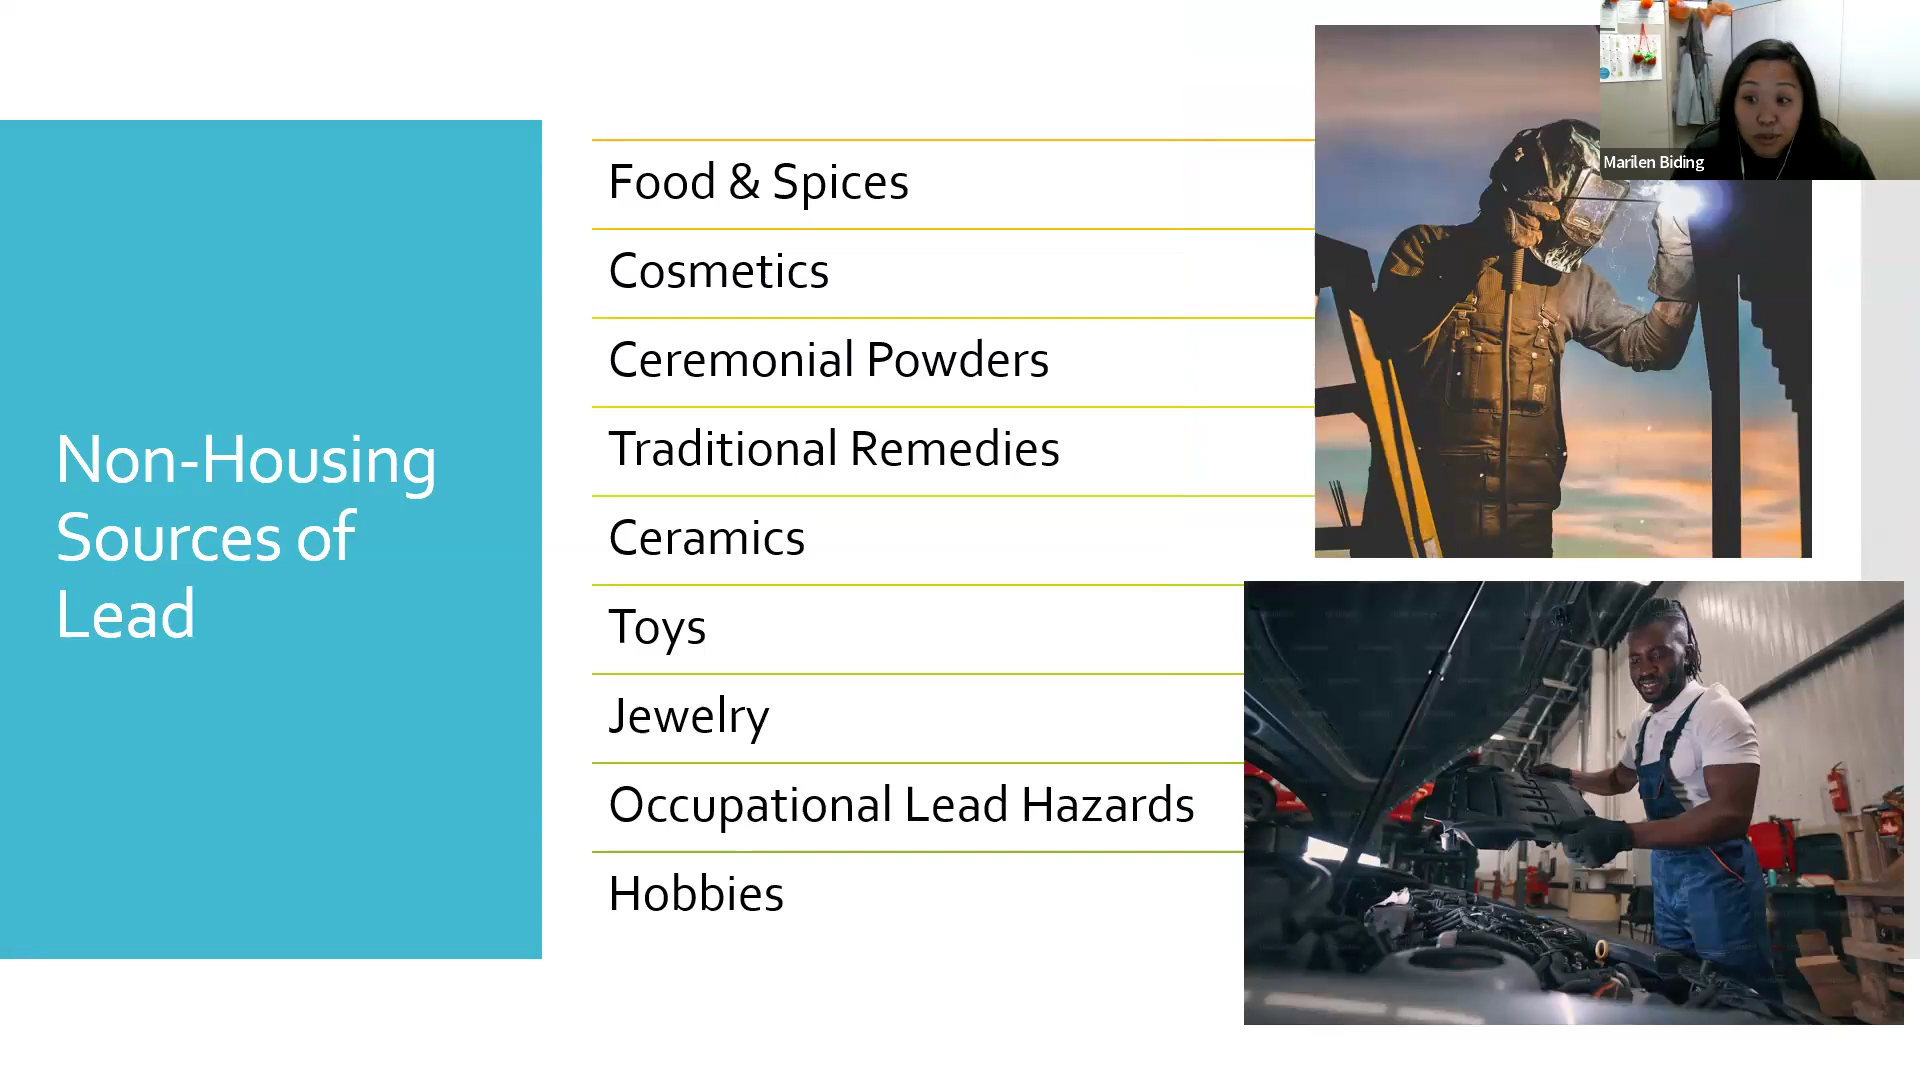 Non-Housing
Sources of
Lead
Food & Spices
Cosmetics
Ceremonial Powders
Traditional Remedies
Ceramics
Toys
Jewelry
Occupational Lead Hazards
Hobbies
Marilen Biding